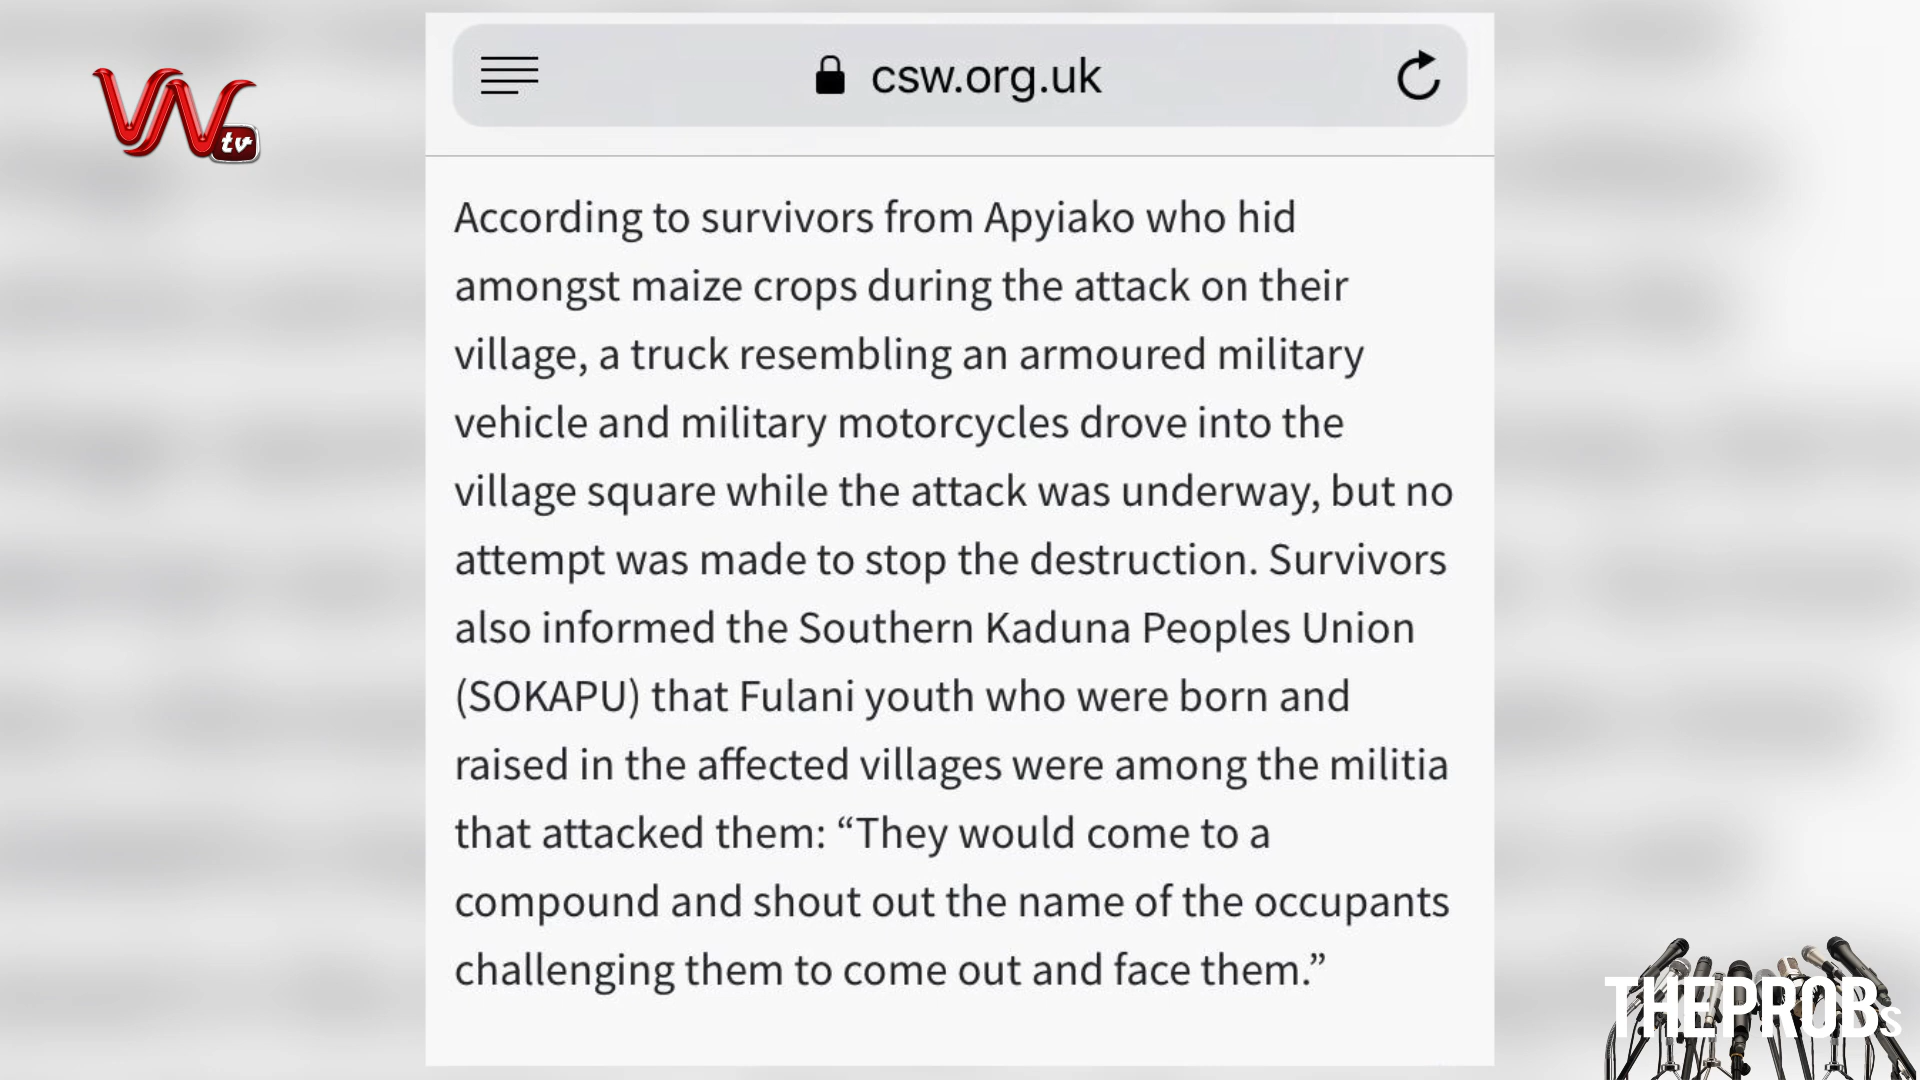 VN
tv
csw.org.uk
According to survivors from Apyiako who hid
amongst maize crops during the attack on their
village, a truck resembling an armoured military
vehicle and military motorcycles drove into the
village square while the attack was underway, but no
attempt was made to stop the destruction. Survivors
also informed the Southern Kaduna Peoples Union
(SOKAPU) that Fulani youth who were born and
raised in the affected villages were among the militia
that attacked them: “They would come to a
compound and shout out the name of the occupants
challenging them to come out and face them.”
THEPROBs